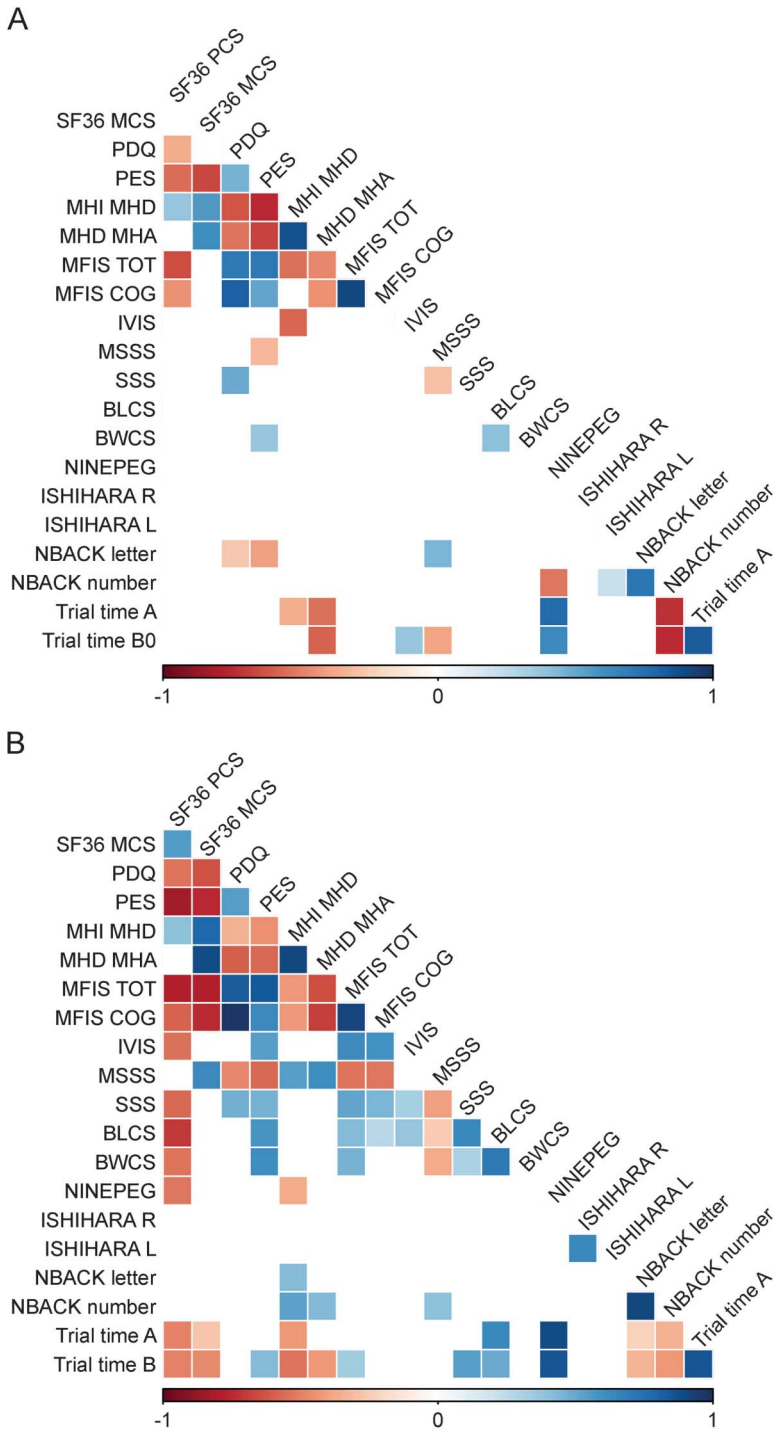 A
SF36 PCS
SF36 MCS
PDQ
PES
MHI MHD
MHD MHA
MFIS TOT
MFIS COG
IVIS
MSSS
SSS
BLCS
BWCS
NINEPEG
ISHIHARA R
ISHIHARA L
NBACK letter
NBACK number
Trial time A
SF36 MCS
PDQ
PES
MHI MHD
MHD MHA
MFIS TOT
MFIS COG
IVIS
MSSS
SSS
BLCS
BWCS
NINEPEG
ISHIHARA R
ISHIHARA L
NBACK letter
NBACK number
Trial time A
Trial time B0
-1 0 1
B
SF36 PCS
SF36 MCS
PDQ
PES
MHI MHD
MHD MHA
MFIS TOT
MFIS COG
IVIS
MSSS
SSS
BLCS
BWCS
NINEPEG
ISHIHARA R
ISHIHARA L
NBACK letter
NBACK number
Trial time A
SF36 MCS
PDQ
PES
MHI MHD
MHD MHA
MFIS TOT
MFIS COG
IVIS
MSSS
SSS
BLCS
BWCS
NINEPEG
ISHIHARA R
ISHIHARA L
NBACK letter
NBACK number
Trial time A
Trial time B
-1 0 1